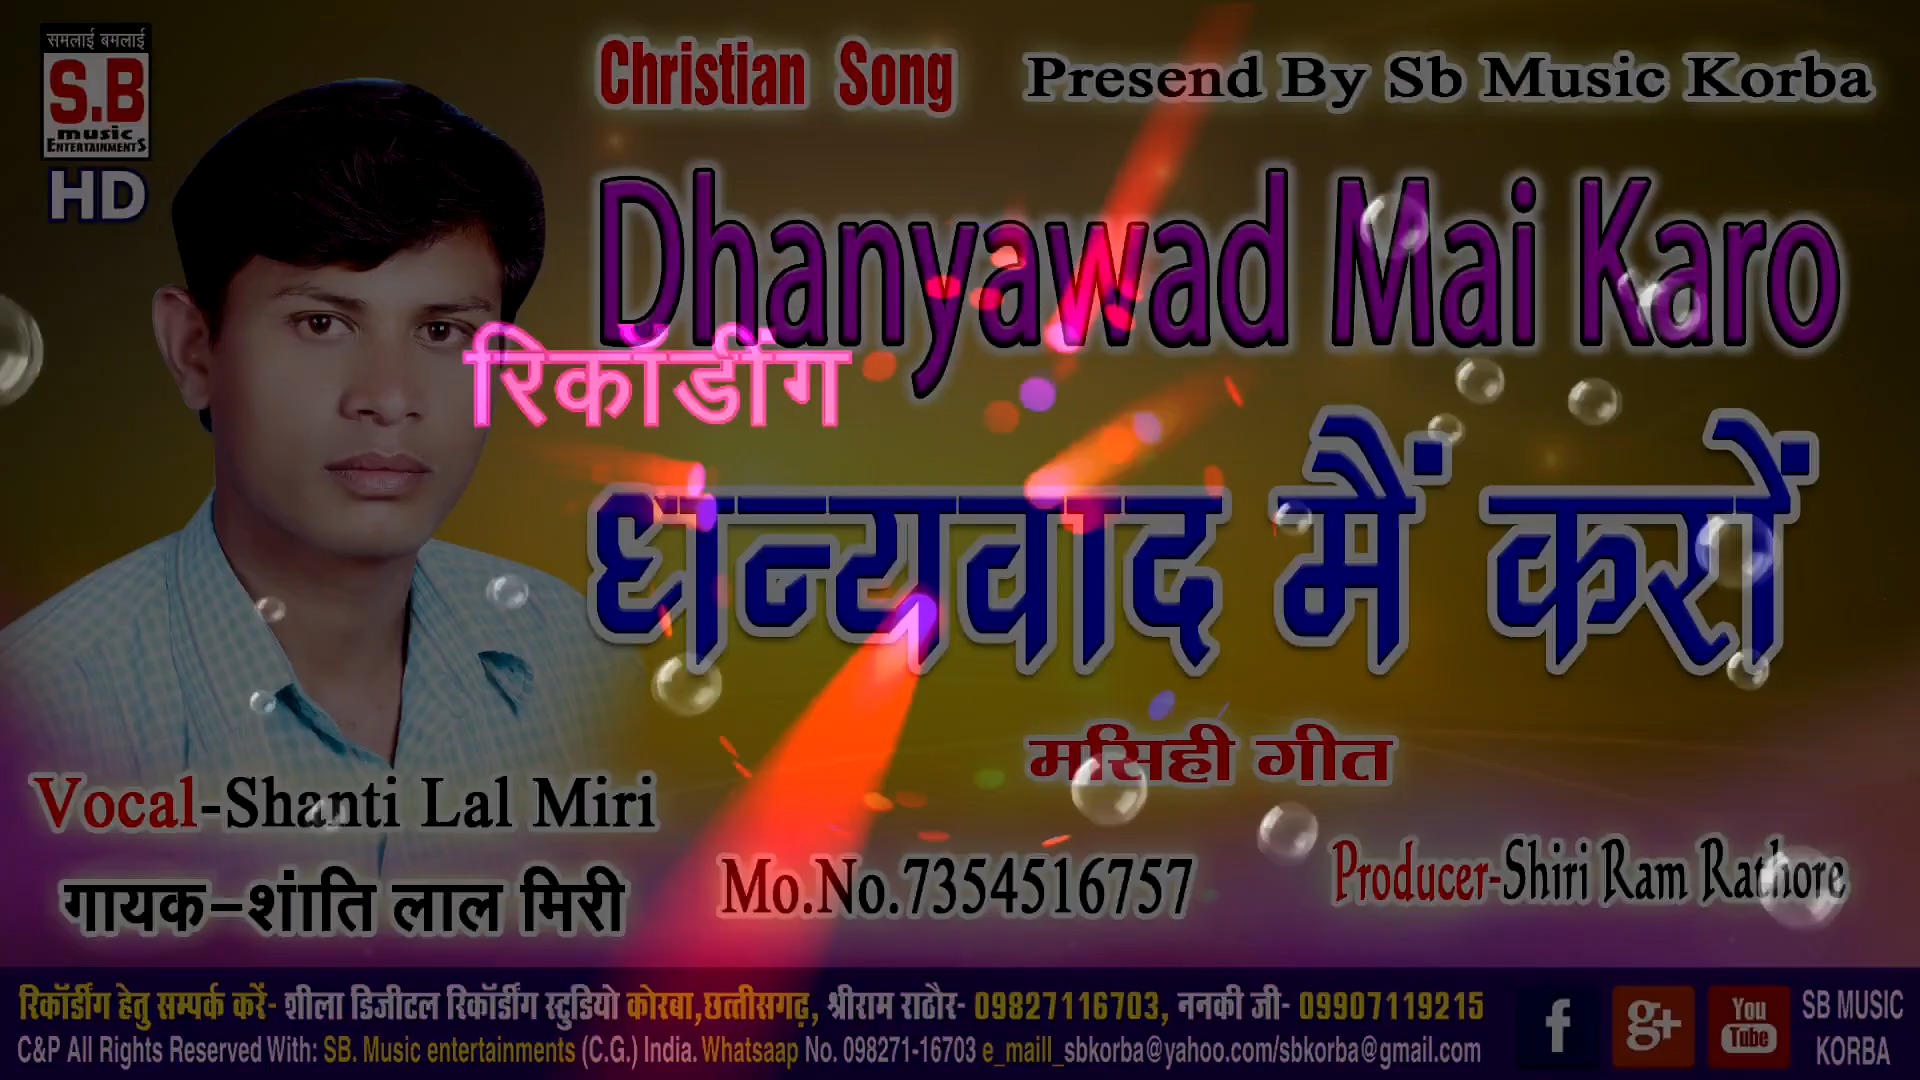 समलाई बमलाई
S.B
music
ENTERTAINMENTS
HD
Christian Song
Presend By Sb Music Korba
Dhanyawad Mai Karo
रिकॉर्डींग
धन्यवाद मैं करों
मसिही गीत
Vocal-Shanti Lal Miri
गायक-शांति लाल मिरी
Mo.No.7354516757
Producer-Shiri Ram Rathore
रिकॉर्डींग हेतु सम्पर्क करें- शीला डिजीटल रिकॉर्डींग स्टुडियो कोरबा,छत्तीसगढ़, श्रीराम राठौर- 09827116703, ननकी जी- 09907119215
C&P All Rights Reserved With: SB. Music entertainments (C.G.) India. Whatsaap No. 098271-16703 e_maill_sbkorba@yahoo.com/sbkorba@gmail.com
f
g+
You
Tube
SB MUSIC
KORBA